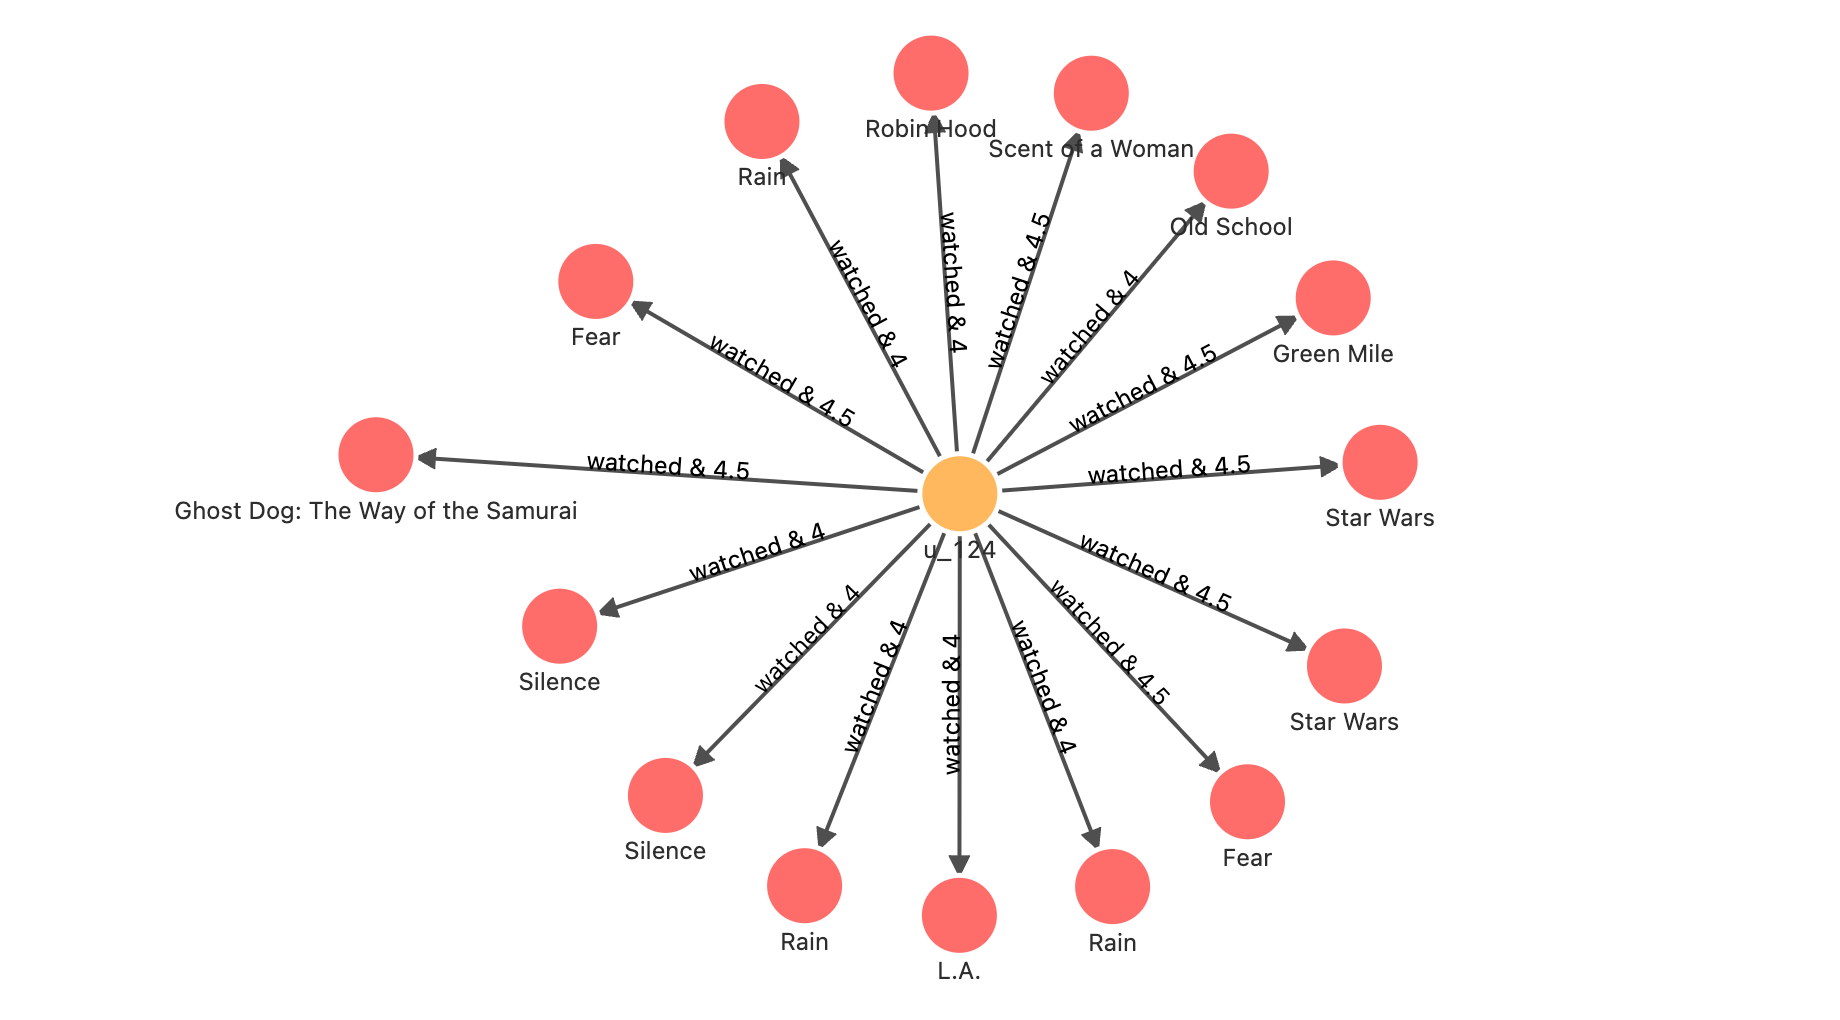 Robin Hood
Scent of a Woman
Rain
Old School
watched & 4
watched & 4.5
watched & 4
watched & 4
Fear
Green Mile
watched & 4.5
watched & 4.5
watched & 4.5
watched & 4.5
Ghost Dog: The Way of the Samurai
Star Wars
u_124
watched & 4
watched & 4.5
watched & 4
watched & 4.5
Silence
watched & 4
watched & 4
watched & 4
Star Wars
Silence
Fear
Rain
Rain
L.A.